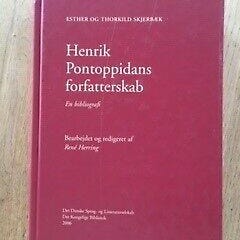 ESTHER OG THORKILD SKJERBÆK
Henrik
Pontoppidans
forfatterskab
En bibliografi
Bearbejdet og redigeret af
René Herring
Det Danske Sprog- og Litteraturselskab
Det Kongelige Bibliotek
2006